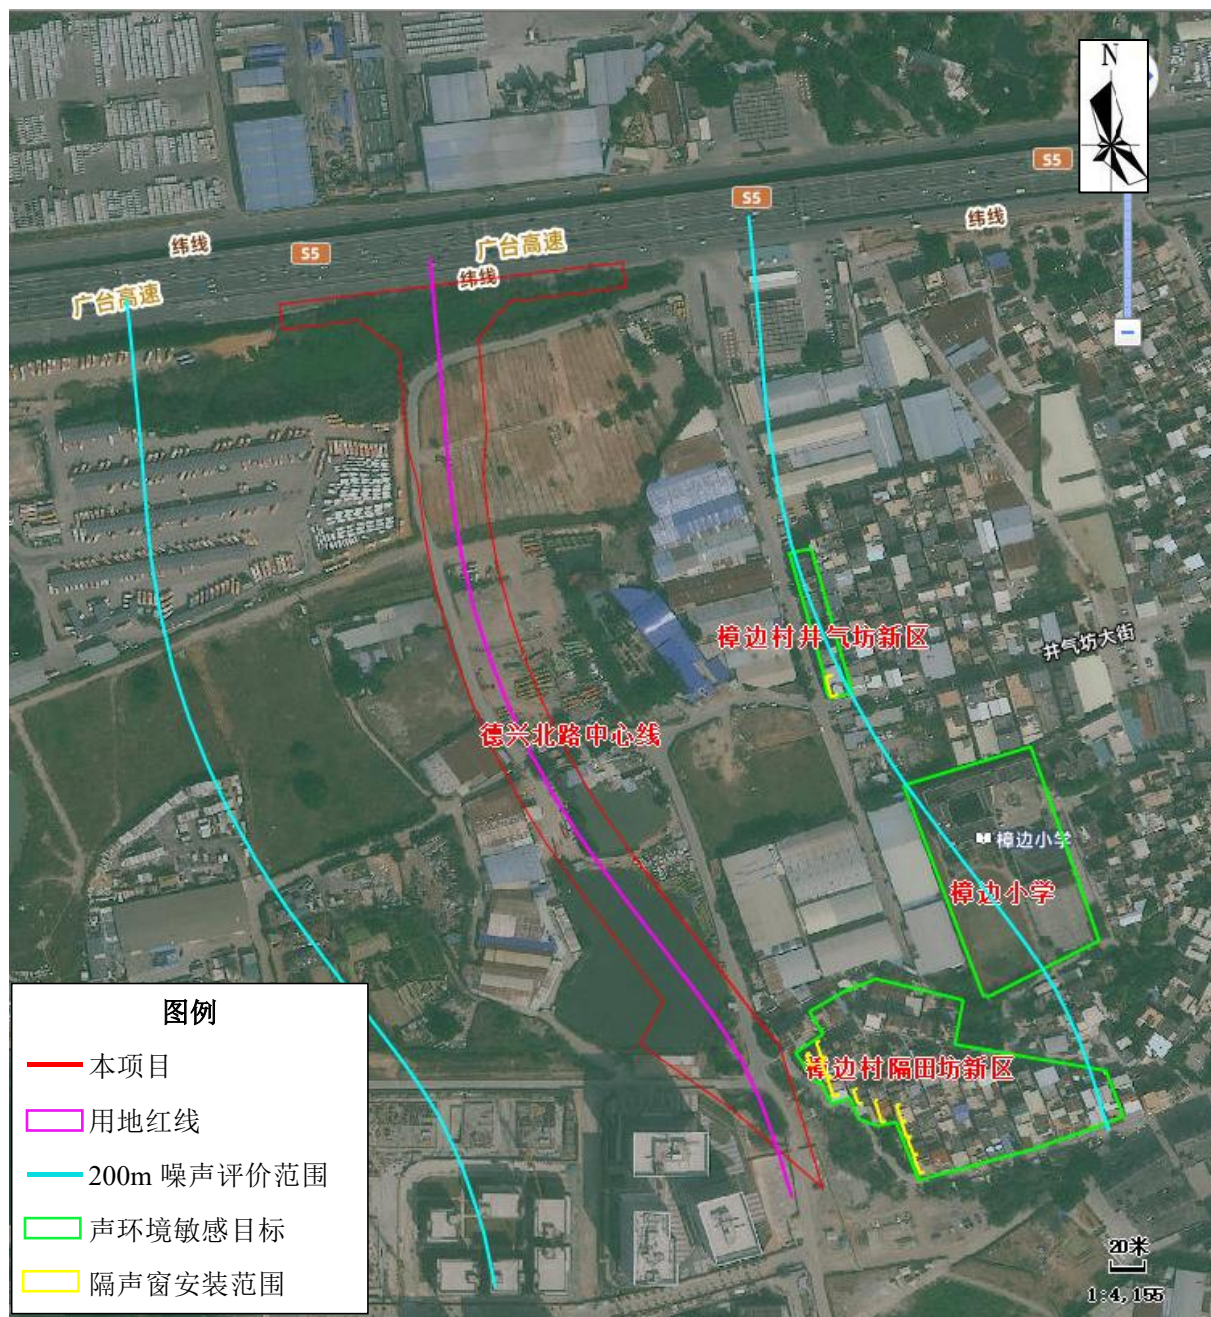 N
S5
S5
纬线
纬线
广台高速
S5
纬线
广台高速
樟边村井气坊新区
井气坊大街
德兴北路中心线
樟边小学
樟边小学
樟边村隔田坊新区
图例
本项目
用地红线
200m 噪声评价范围
声环境敏感目标
隔声窗安装范围
20米
1:4,155